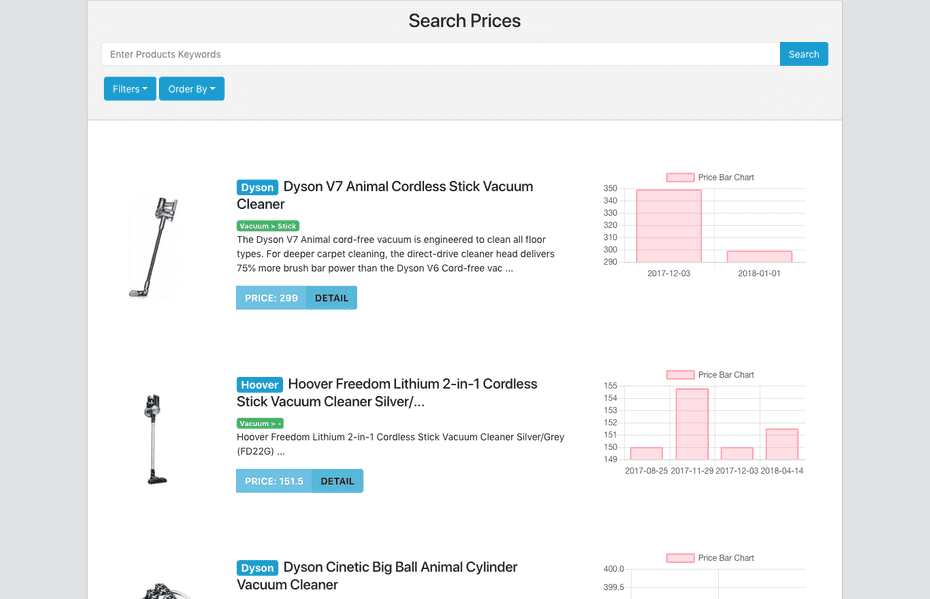 Search Prices
Enter Products Keywords
Search
Filters
Order By
Dyson Dyson V7 Animal Cordless Stick Vacuum
Cleaner
Vacuum > Stick
The Dyson V7 Animal cord-free vacuum is engineered to clean all floor
types. For deeper carpet cleaning, the direct-drive cleaner head delivers
75% more brush bar power than the Dyson V6 Cord-free vac ...
PRICE: 299 DETAIL
Price Bar Chart
350
340
330
320
310
300
290
2017-12-03 2018-01-01
Hoover Hoover Freedom Lithium 2-in-1 Cordless
Stick Vacuum Cleaner Silver/...
Vacuum > -
Hoover Freedom Lithium 2-in-1 Cordless Stick Vacuum Cleaner Silver/Grey
(FD22G) ...
PRICE: 151.5 DETAIL
Price Bar Chart
155
154
153
152
151
150
149
2017-08-25 2017-11-29 2017-12-03 2018-04-14
Dyson Dyson Cinetic Big Ball Animal Cylinder
Vacuum Cleaner
Price Bar Chart
400.0
399.5